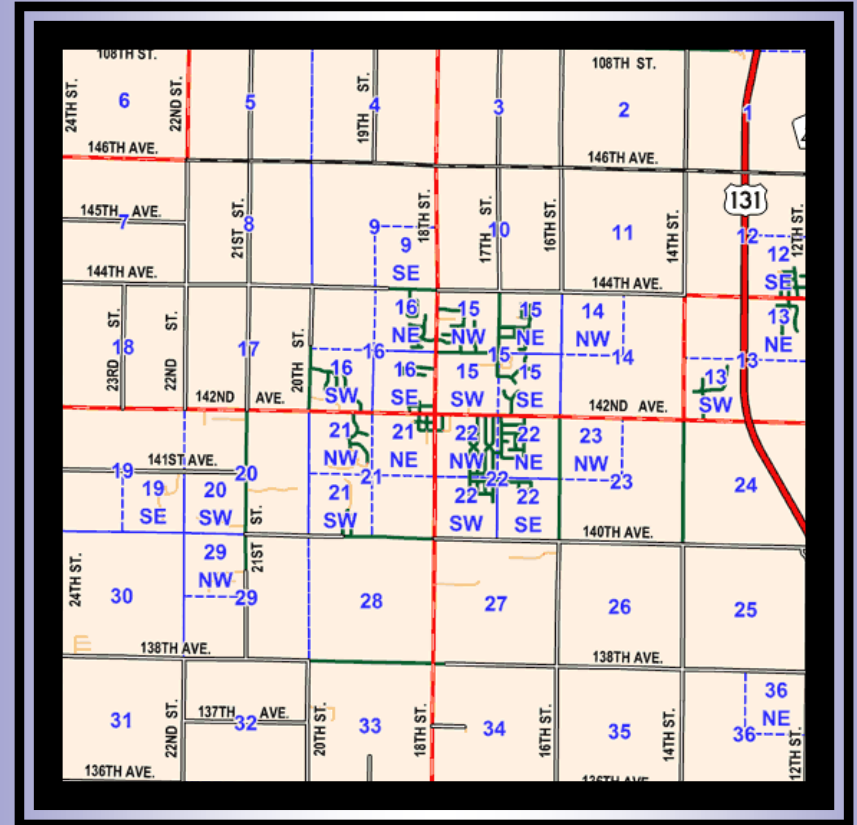 108TH ST.
108TH ST.
6
5
4
3
2
1
24TH ST.
22ND ST.
19TH ST.
146TH AVE.
146TH AVE.
131
145TH AVE.
7
8
21ST ST.
9
9
SE
18TH ST.
17TH ST.
10
16TH ST.
11
14TH ST.
12
12
SE
12TH ST.
144TH AVE.
144TH AVE.
16
NE
15
NW
15
NE
14
NW
13
NE
18
23RD ST.
22ND ST.
17
20TH ST.
16
15
14
13
16
SW
16
SE
15
SW
15
SE
13
SW
142ND AVE.
142ND AVE.
21
NW
21
NE
22
NW
22
NE
23
NW
141ST AVE.
19
20
21
22
23
24
19
SE
20
SW
21
SW
22
SW
22
SE
21ST ST.
140TH AVE.
29
NW
24TH ST.
30
29
28
27
26
25
138TH AVE.
138TH AVE.
36
NE
31
22ND ST.
137TH AVE.
32
20TH ST.
33
18TH ST.
34
16TH ST.
35
14TH ST.
36
12TH ST.
136TH AVE.
136TH AVE.